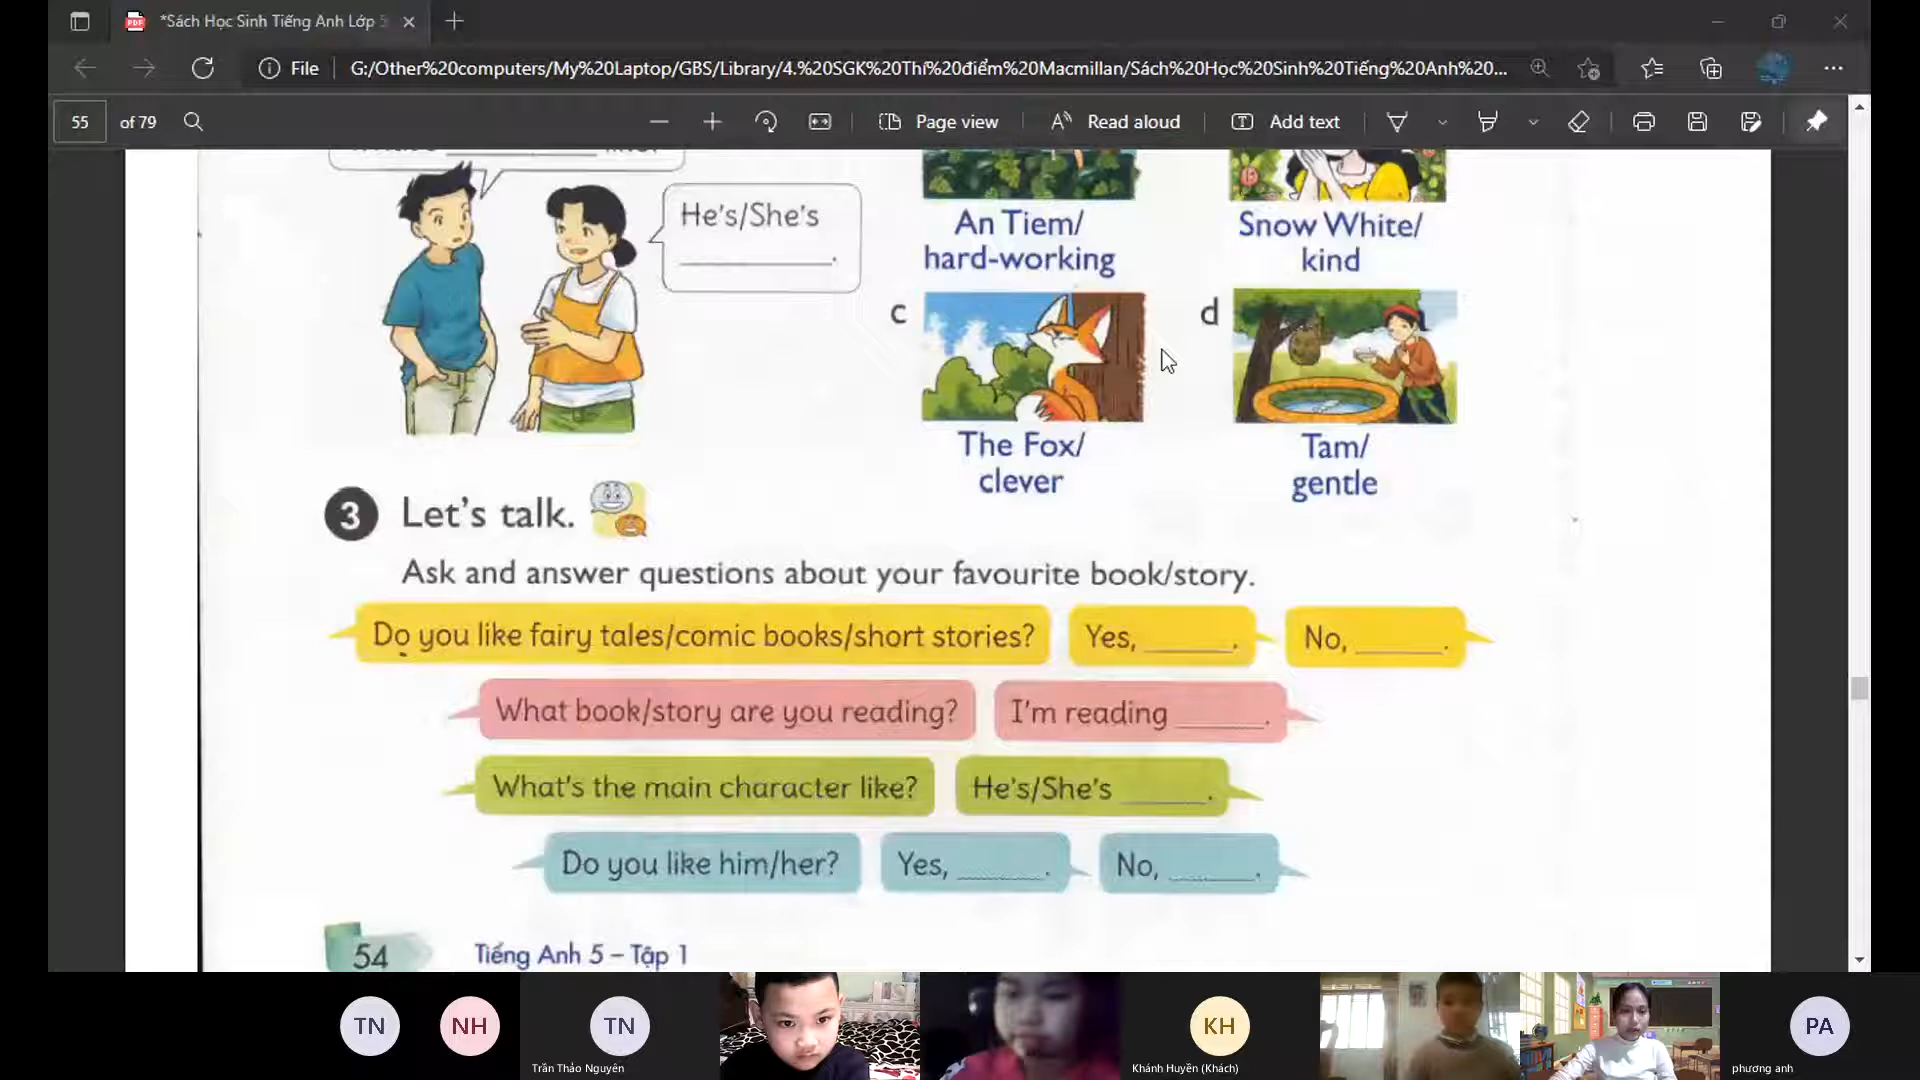 *Sách Học Sinh Tiếng Anh Lớp 5
File
G:/Other%20computers/My%20Laptop/GBS/Library/4.%20SGK%20Thí%20điểm%20Macmillan/Sách%20Học%20Sinh%20Tiếng%20Anh%20...
55 of 79
Page view
Read aloud
Add text
He's/She's
__________.
An Tiem/
hard-working
Snow White/
kind
c
d
The Fox/
clever
Tam/
gentle
3 Let's talk.
Ask and answer questions about your favourite book/story.
Do you like fairy tales/comic books/short stories? Yes, ______. No, ______.
What book/story are you reading? I'm reading ______.
What's the main character like? He's/She's ______.
Do you like him/her? Yes, ______. No, ______.
54 Tiếng Anh 5 – Tập 1
TN NH TN KH PA
Trần Thảo Nguyên
Khánh Huyền (Khách)
phương anh